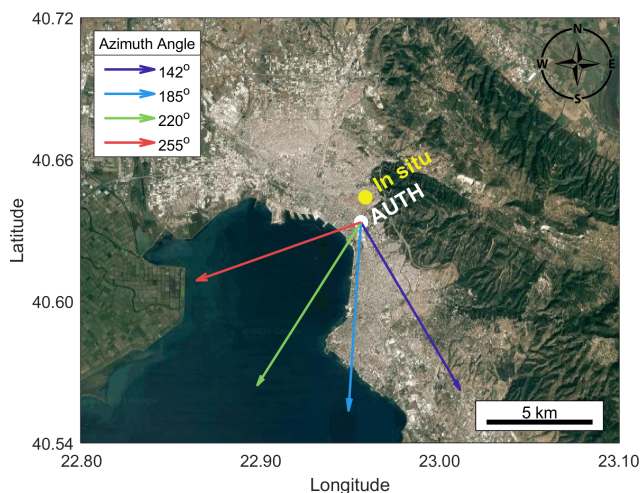 40.72
40.66
40.60
40.54
Latitude
Azimuth Angle
142°
185°
220°
255°
N
W
E
S
In situ
AUTH
5 km
22.80
22.90
23.00
23.10
Longitude